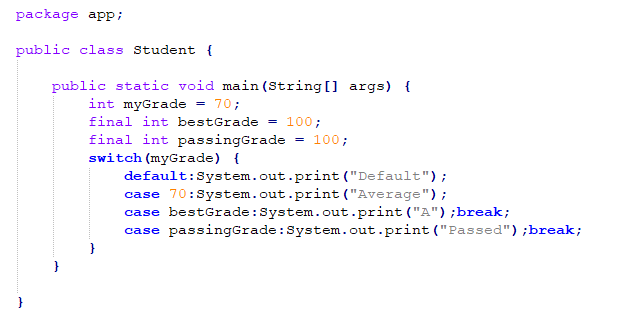 package app;
public class Student {
public static void main(String[] args) {
int myGrade = 70;
final int bestGrade = 100;
final int passingGrade = 100;
switch(myGrade) {
default:System.out.print("Default");
case 70:System.out.print("Average");
case bestGrade:System.out.print("A");break;
case passingGrade:System.out.print("Passed");break;
}
}
}